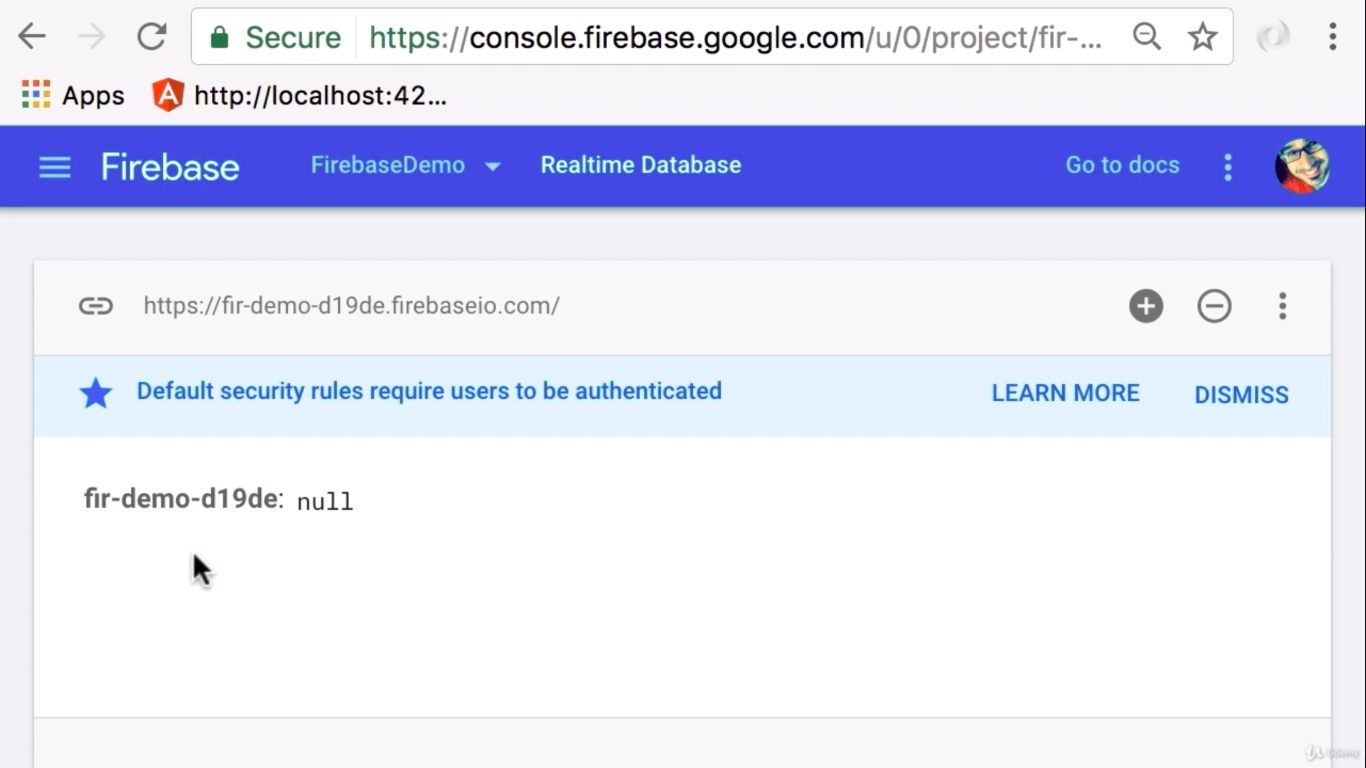 Secure https://console.firebase.google.com/u/0/project/fir-...
Apps http://localhost:42...
Firebase FirebaseDemo Realtime Database Go to docs
https://fir-demo-d19de.firebaseio.com/
Default security rules require users to be authenticated LEARN MORE DISMISS
fir-demo-d19de: null
Udemy